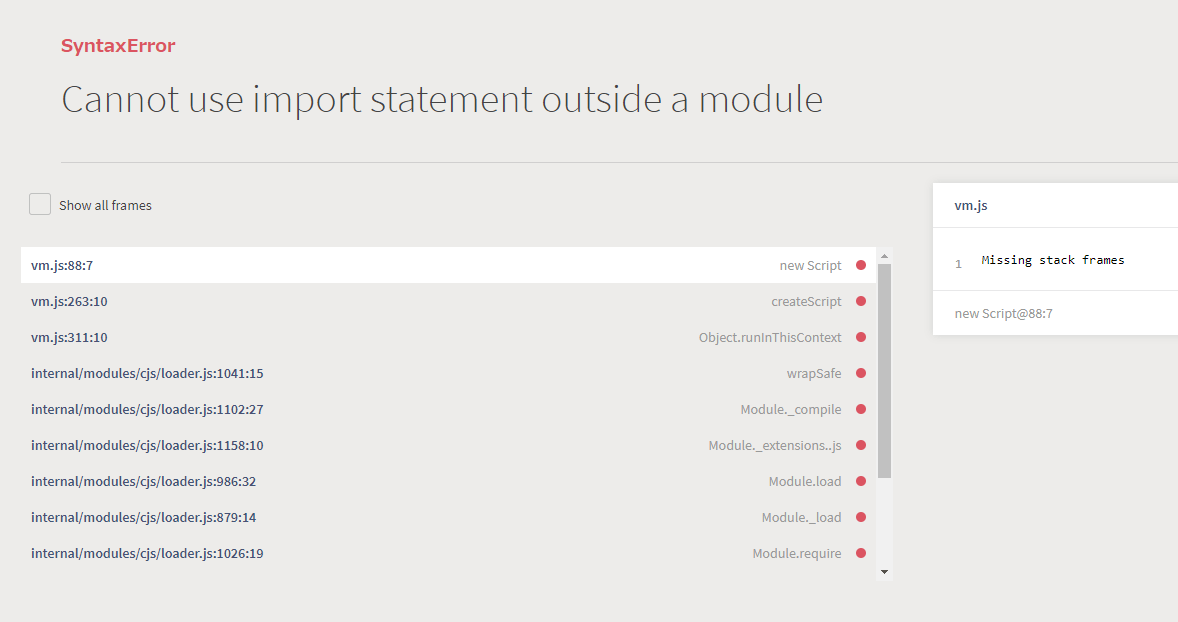 SyntaxError
Cannot use import statement outside a module
Show all frames
vm.js:88:7 new Script
vm.js:263:10 createScript
vm.js:311:10 Object.runInThisContext
internal/modules/cjs/loader.js:1041:15 wrapSafe
internal/modules/cjs/loader.js:1102:27 Module._compile
internal/modules/cjs/loader.js:1158:10 Module._extensions..js
internal/modules/cjs/loader.js:986:32 Module.load
internal/modules/cjs/loader.js:879:14 Module._load
internal/modules/cjs/loader.js:1026:19 Module.require
vm.js
1 Missing stack frames
new Script@88:7